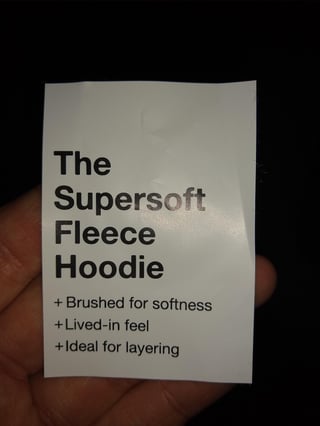 The
Supersoft
Fleece
Hoodie
+ Brushed for softness
+ Lived-in feel
+ Ideal for layering